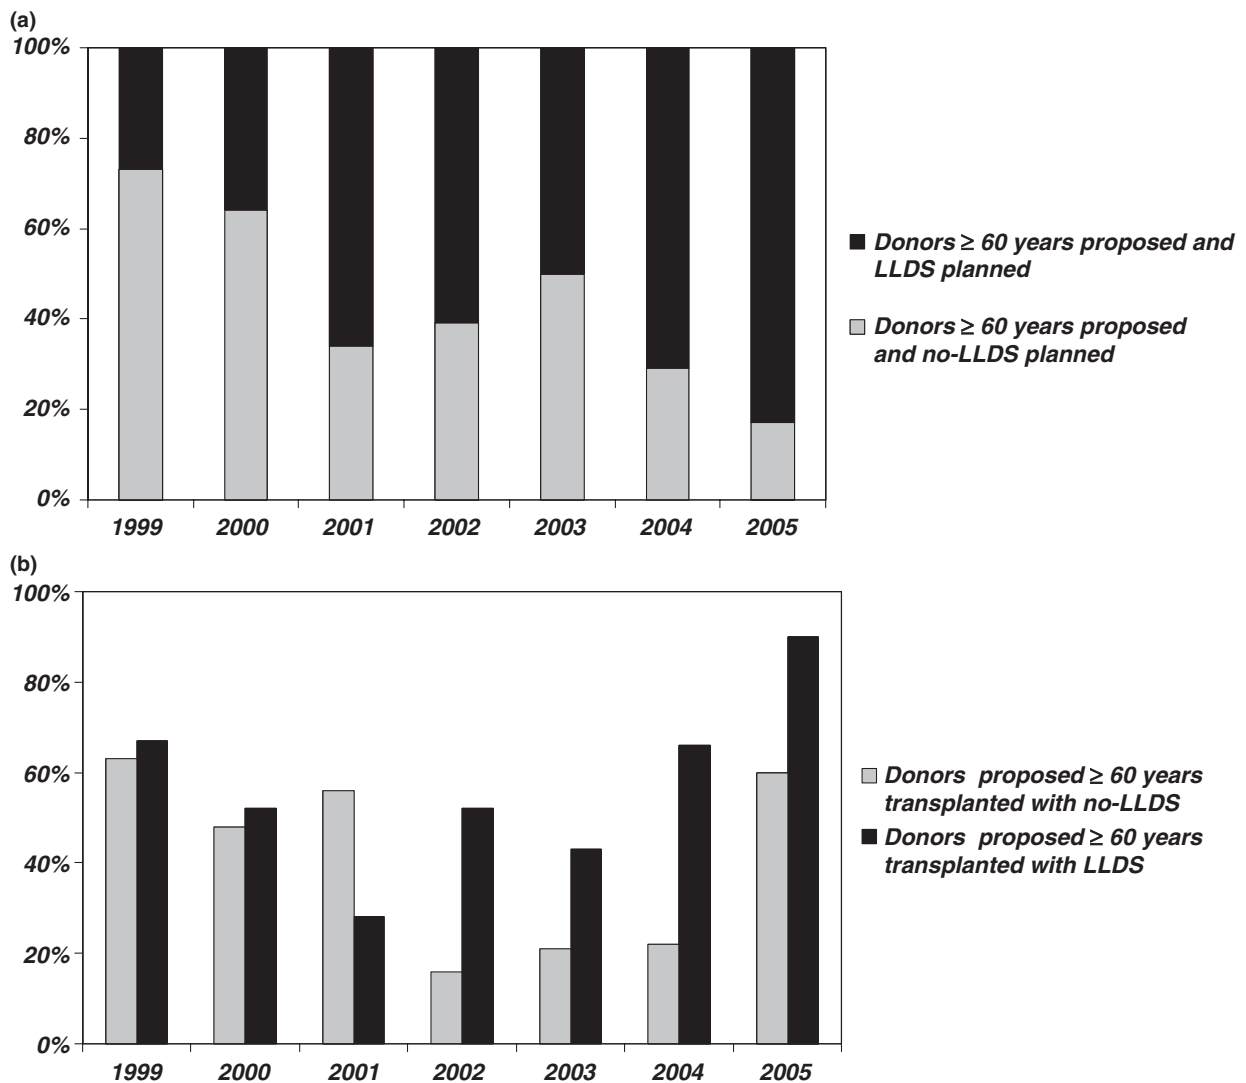 (a)
100%
80%
60%
40%
20%
0%
1999 2000 2001 2002 2003 2004 2005
Donors ≥ 60 years proposed and
LLDS planned
Donors ≥ 60 years proposed
and no-LLDS planned
(b)
100%
80%
60%
40%
20%
0%
1999 2000 2001 2002 2003 2004 2005
Donors proposed ≥ 60 years
transplanted with no-LLDS
Donors proposed ≥ 60 years
transplanted with LLDS